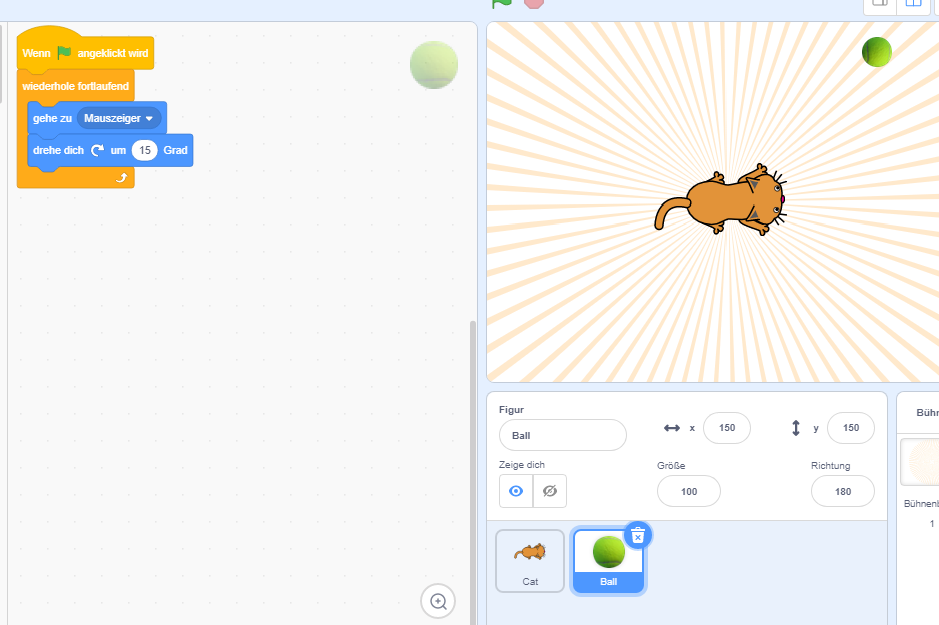 Wenn angeklickt wird
wiederhole fortlaufend
gehe zu Mauszeiger
drehe dich um 15 Grad
Figur
Ball
x 150
y 150
Zeige dich
Größe
100
Richtung
180
Cat
Ball
Bühn
Bühnenb
1